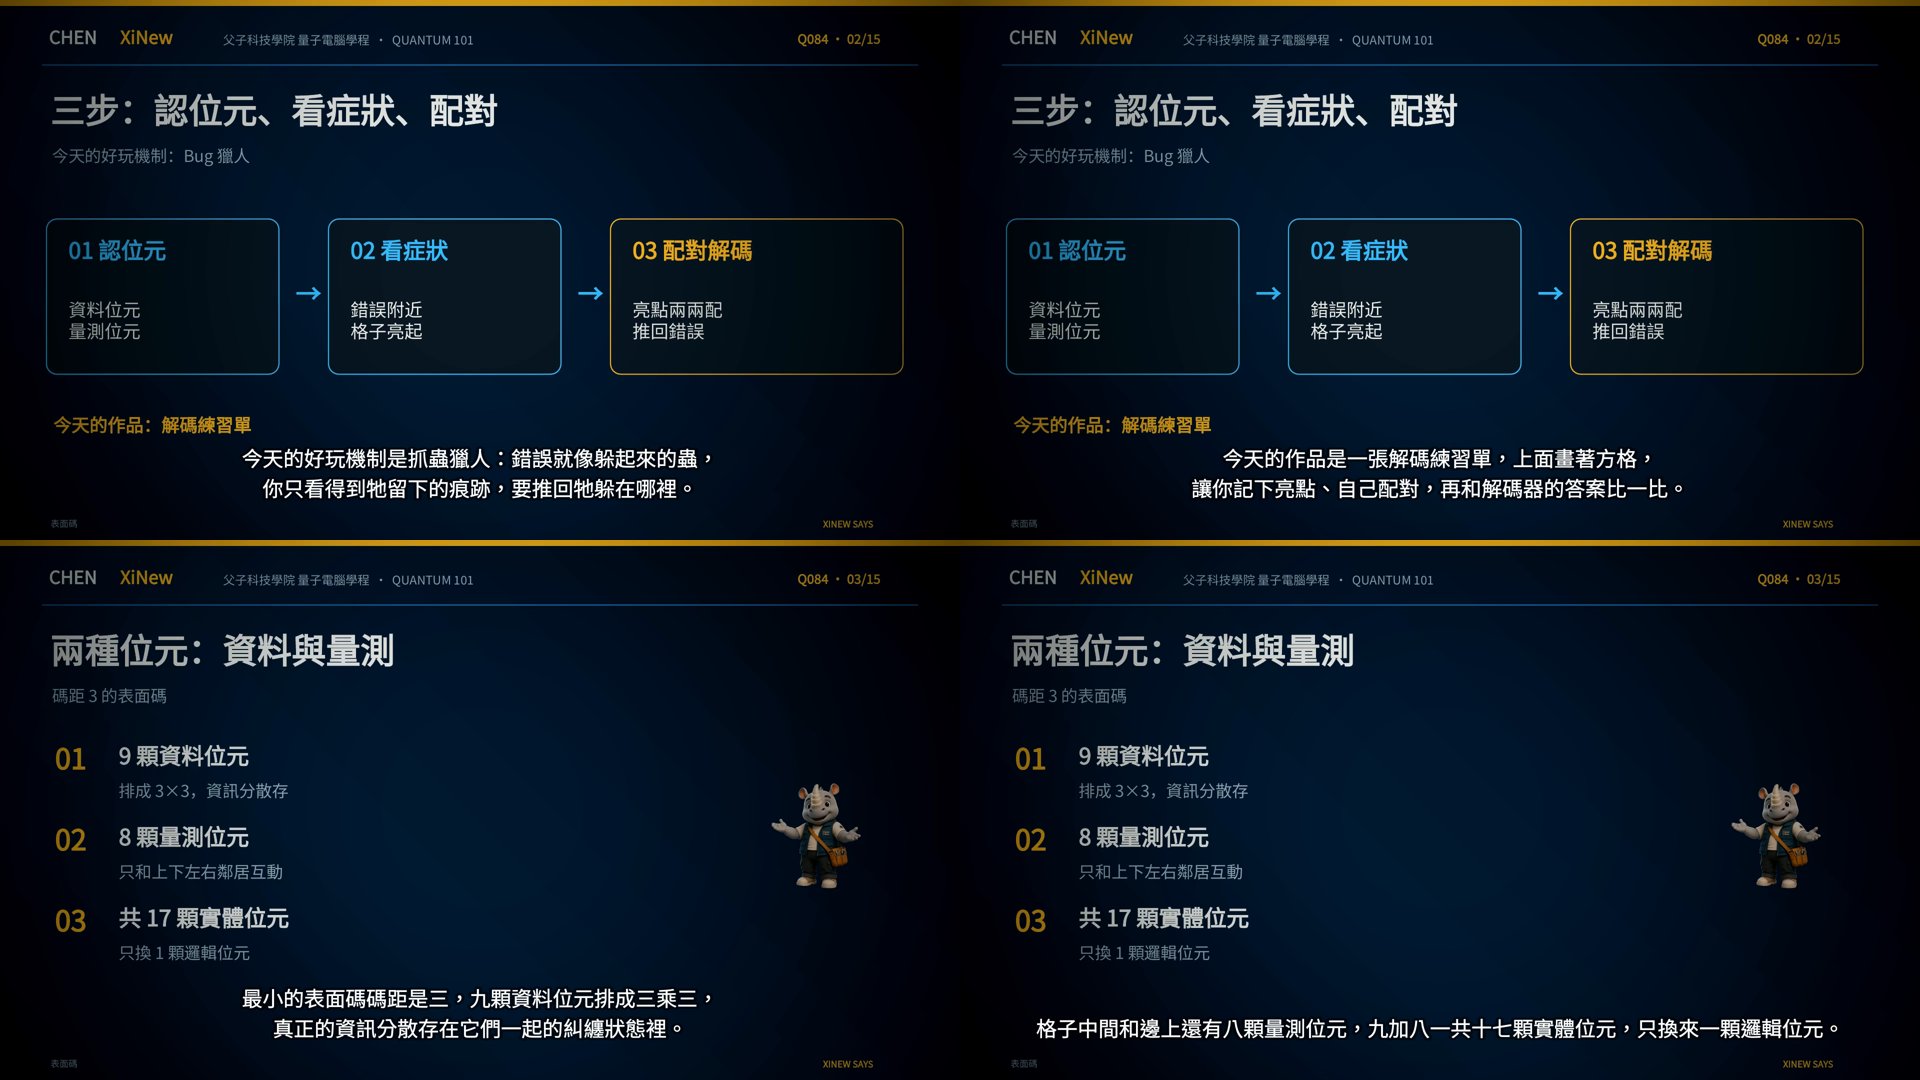 CHEN XiNew 父子科技學院 量子電腦學程 · QUANTUM 101 Q084 · 02/15
三步：認位元、看症狀、配對
今天的好玩機制：Bug 獵人
01 認位元
資料位元
量測位元
→
02 看症狀
錯誤附近
格子亮起
→
03 配對解碼
亮點兩兩配
推回錯誤
今天的作品：解碼練習單
今天的好玩機制是抓蟲獵人：錯誤就像躲起來的蟲，
你只看得到牠留下的痕跡，要推回牠躲在哪裡。
表面碼 XINEW SAYS
CHEN XiNew 父子科技學院 量子電腦學程 · QUANTUM 101 Q084 · 02/15
三步：認位元、看症狀、配對
今天的好玩機制：Bug 獵人
01 認位元
資料位元
量測位元
→
02 看症狀
錯誤附近
格子亮起
→
03 配對解碼
亮點兩兩配
推回錯誤
今天的作品：解碼練習單
今天的作品是一張解碼練習單，上面畫著方格，
讓你記下亮點、自己配對，再和解碼器的答案比一比。
表面碼 XINEW SAYS
CHEN XiNew 父子科技學院 量子電腦學程 · QUANTUM 101 Q084 · 03/15
兩種位元：資料與量測
碼距 3 的表面碼
01 9 顆資料位元
排成 3×3，資訊分散存
02 8 顆量測位元
只和上下左右鄰居互動
03 共 17 顆實體位元
只換 1 顆邏輯位元
最小的表面碼碼距是三，九顆資料位元排成三乘三，
真正的資訊分散存在它們一起的糾纏狀態裡。
表面碼 XINEW SAYS
CHEN XiNew 父子科技學院 量子電腦學程 · QUANTUM 101 Q084 · 03/15
兩種位元：資料與量測
碼距 3 的表面碼
01 9 顆資料位元
排成 3×3，資訊分散存
02 8 顆量測位元
只和上下左右鄰居互動
03 共 17 顆實體位元
只換 1 顆邏輯位元
格子中間和邊上還有八顆量測位元，九加八一共十七顆實體位元，只換來一顆邏輯位元。
表面碼 XINEW SAYS